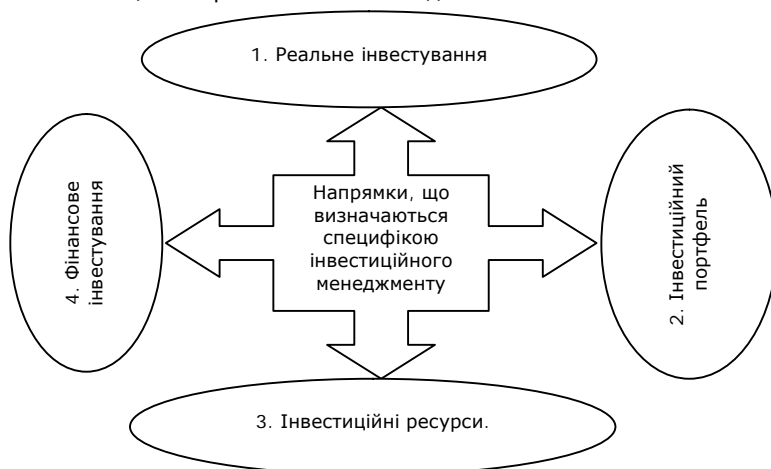 1. Реальне інвестування
Напрямки, що
визначаються
специфікою
інвестиційного
менеджменту
4. Фінансове
інвестування
2. Інвестиційний
портфель
3. Інвестиційні ресурси.